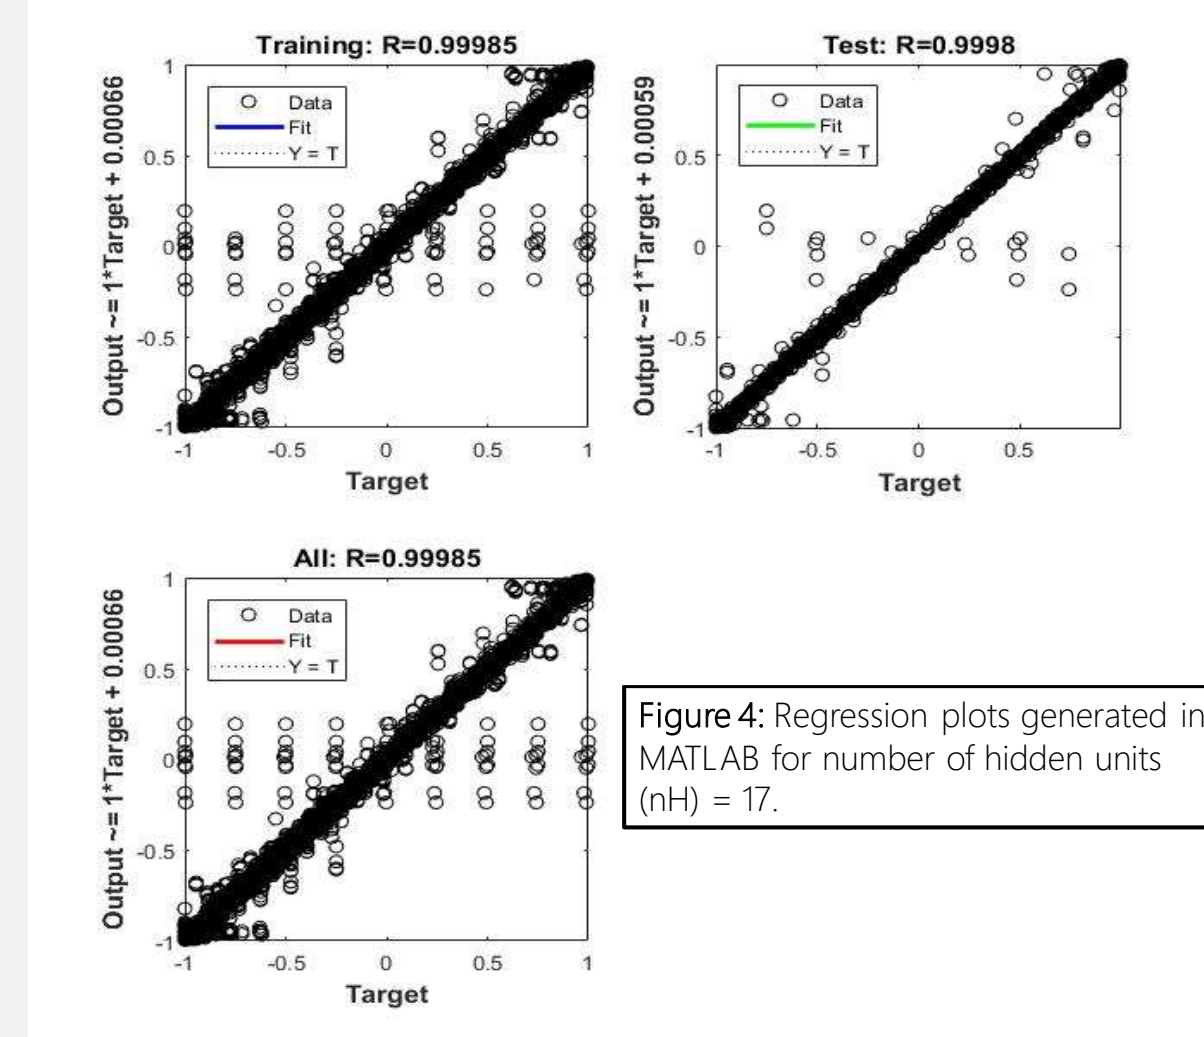 Training: R=0.99985
Output ~= 1*Target + 0.00066
1
0.5
0
-0.5
-1
Data
Fit
Y = T
-1
-0.5
0
0.5
1
Target
Test: R=0.9998
Output ~= 1*Target + 0.00059
0.5
0
-0.5
-1
Data
Fit
Y = T
-1
-0.5
0
0.5
Target
All: R=0.99985
Output ~= 1*Target + 0.00066
1
0.5
0
-0.5
-1
Data
Fit
Y = T
-1
-0.5
0
0.5
1
Target
Figure 4: Regression plots generated in
MATLAB for number of hidden units
(nH) = 17.